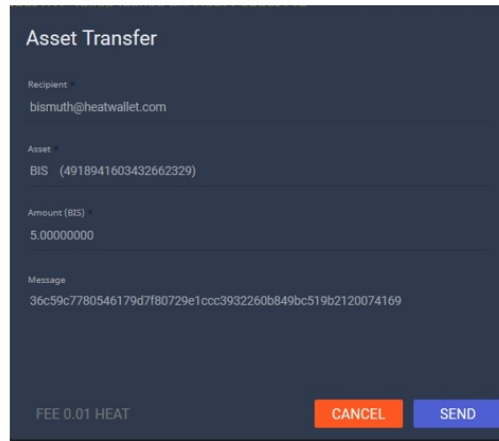 Asset Transfer
Recipient *
bismuth@heatwallet.com
Asset *
BIS (4918941603432662329)
Amount (BIS) *
5.00000000
Message
36c59c7780546179d7f80729e1ccc3932260b849bc519b2120074169
FEE 0.01 HEAT
CANCEL
SEND